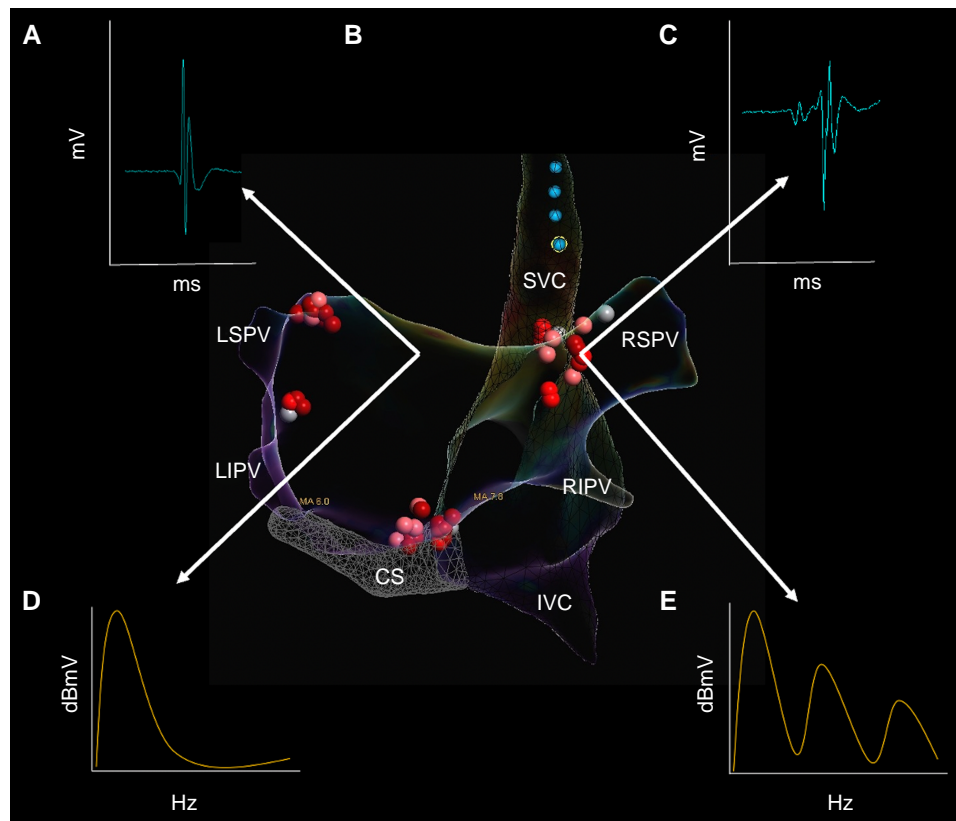 A
B
C
mV
ms
mV
ms
SVC
LSPV
RSPV
LIPV
RIPV
MA 6.0
MA 7.8
CS
IVC
D
E
dBmV
Hz
dBmV
Hz